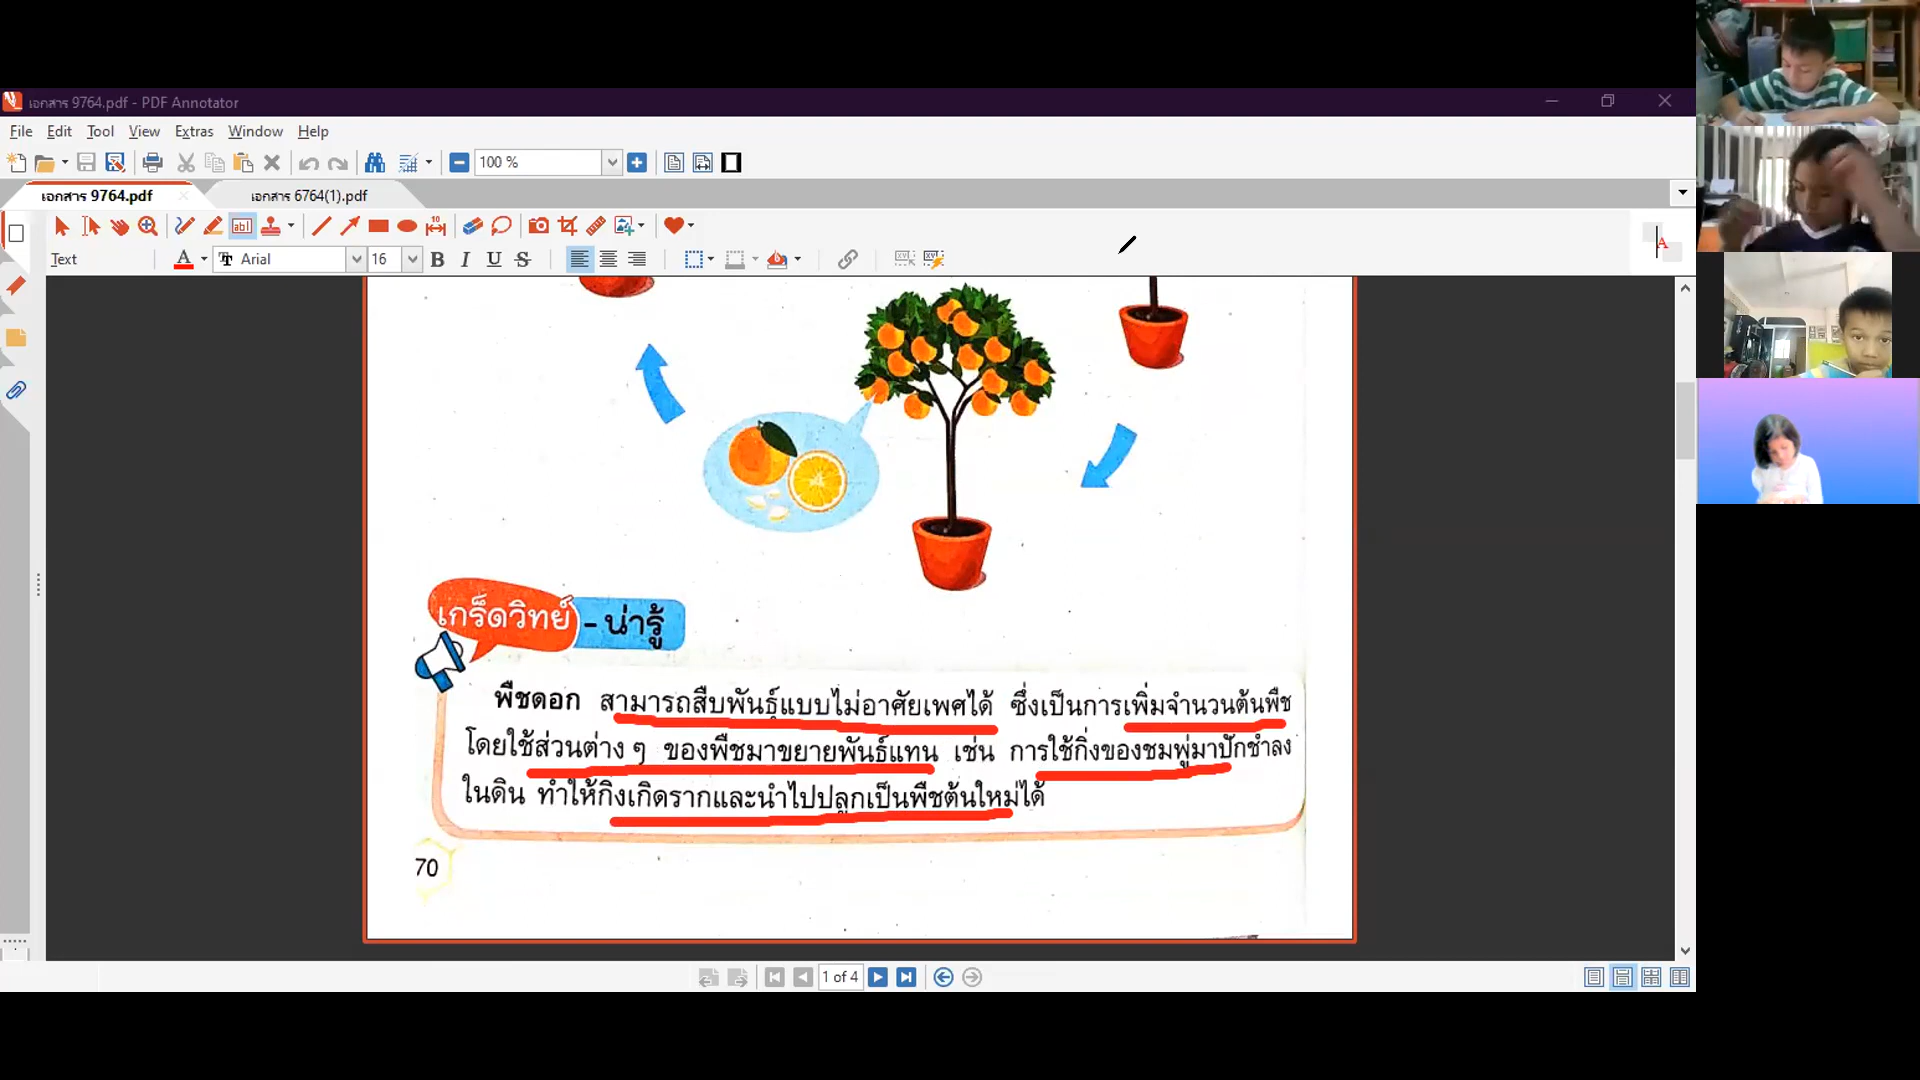 เอกสาร 9764.pdf - PDF Annotator
File Edit Tool View Extras Window Help
100 %
เอกสาร 9764.pdf
เอกสาร 6764(1).pdf
Text A Arial 16 B I U S
เกร็ดวิทย์ - น่ารู้
พืชดอก สามารถสืบพันธุ์แบบไม่อาศัยเพศได้ ซึ่งเป็นการเพิ่มจำนวนต้นพืช
โดยใช้ส่วนต่าง ๆ ของพืชมาขยายพันธุ์แทน เช่น การใช้กิ่งของชมพู่มาปักชำลง
ในดิน ทำให้กิ่งเกิดรากและนำไปปลูกเป็นพืชต้นใหม่ได้
70
1 of 4